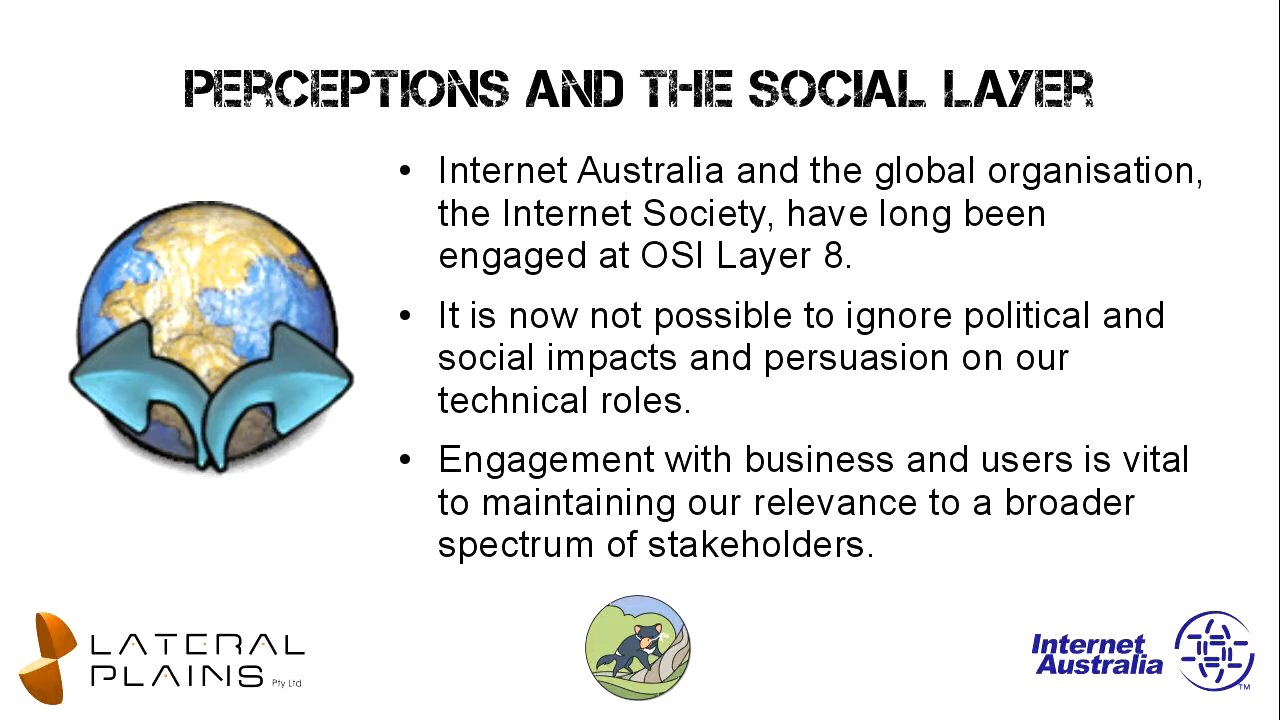 PERCEPTIONS AND THE SOCIAL LAYER
• Internet Australia and the global organisation,
the Internet Society, have long been
engaged at OSI Layer 8.
• It is now not possible to ignore political and
social impacts and persuasion on our
technical roles.
• Engagement with business and users is vital
to maintaining our relevance to a broader
spectrum of stakeholders.
LATERAL
PLAINS Pty Ltd
Internet
Australia
TM